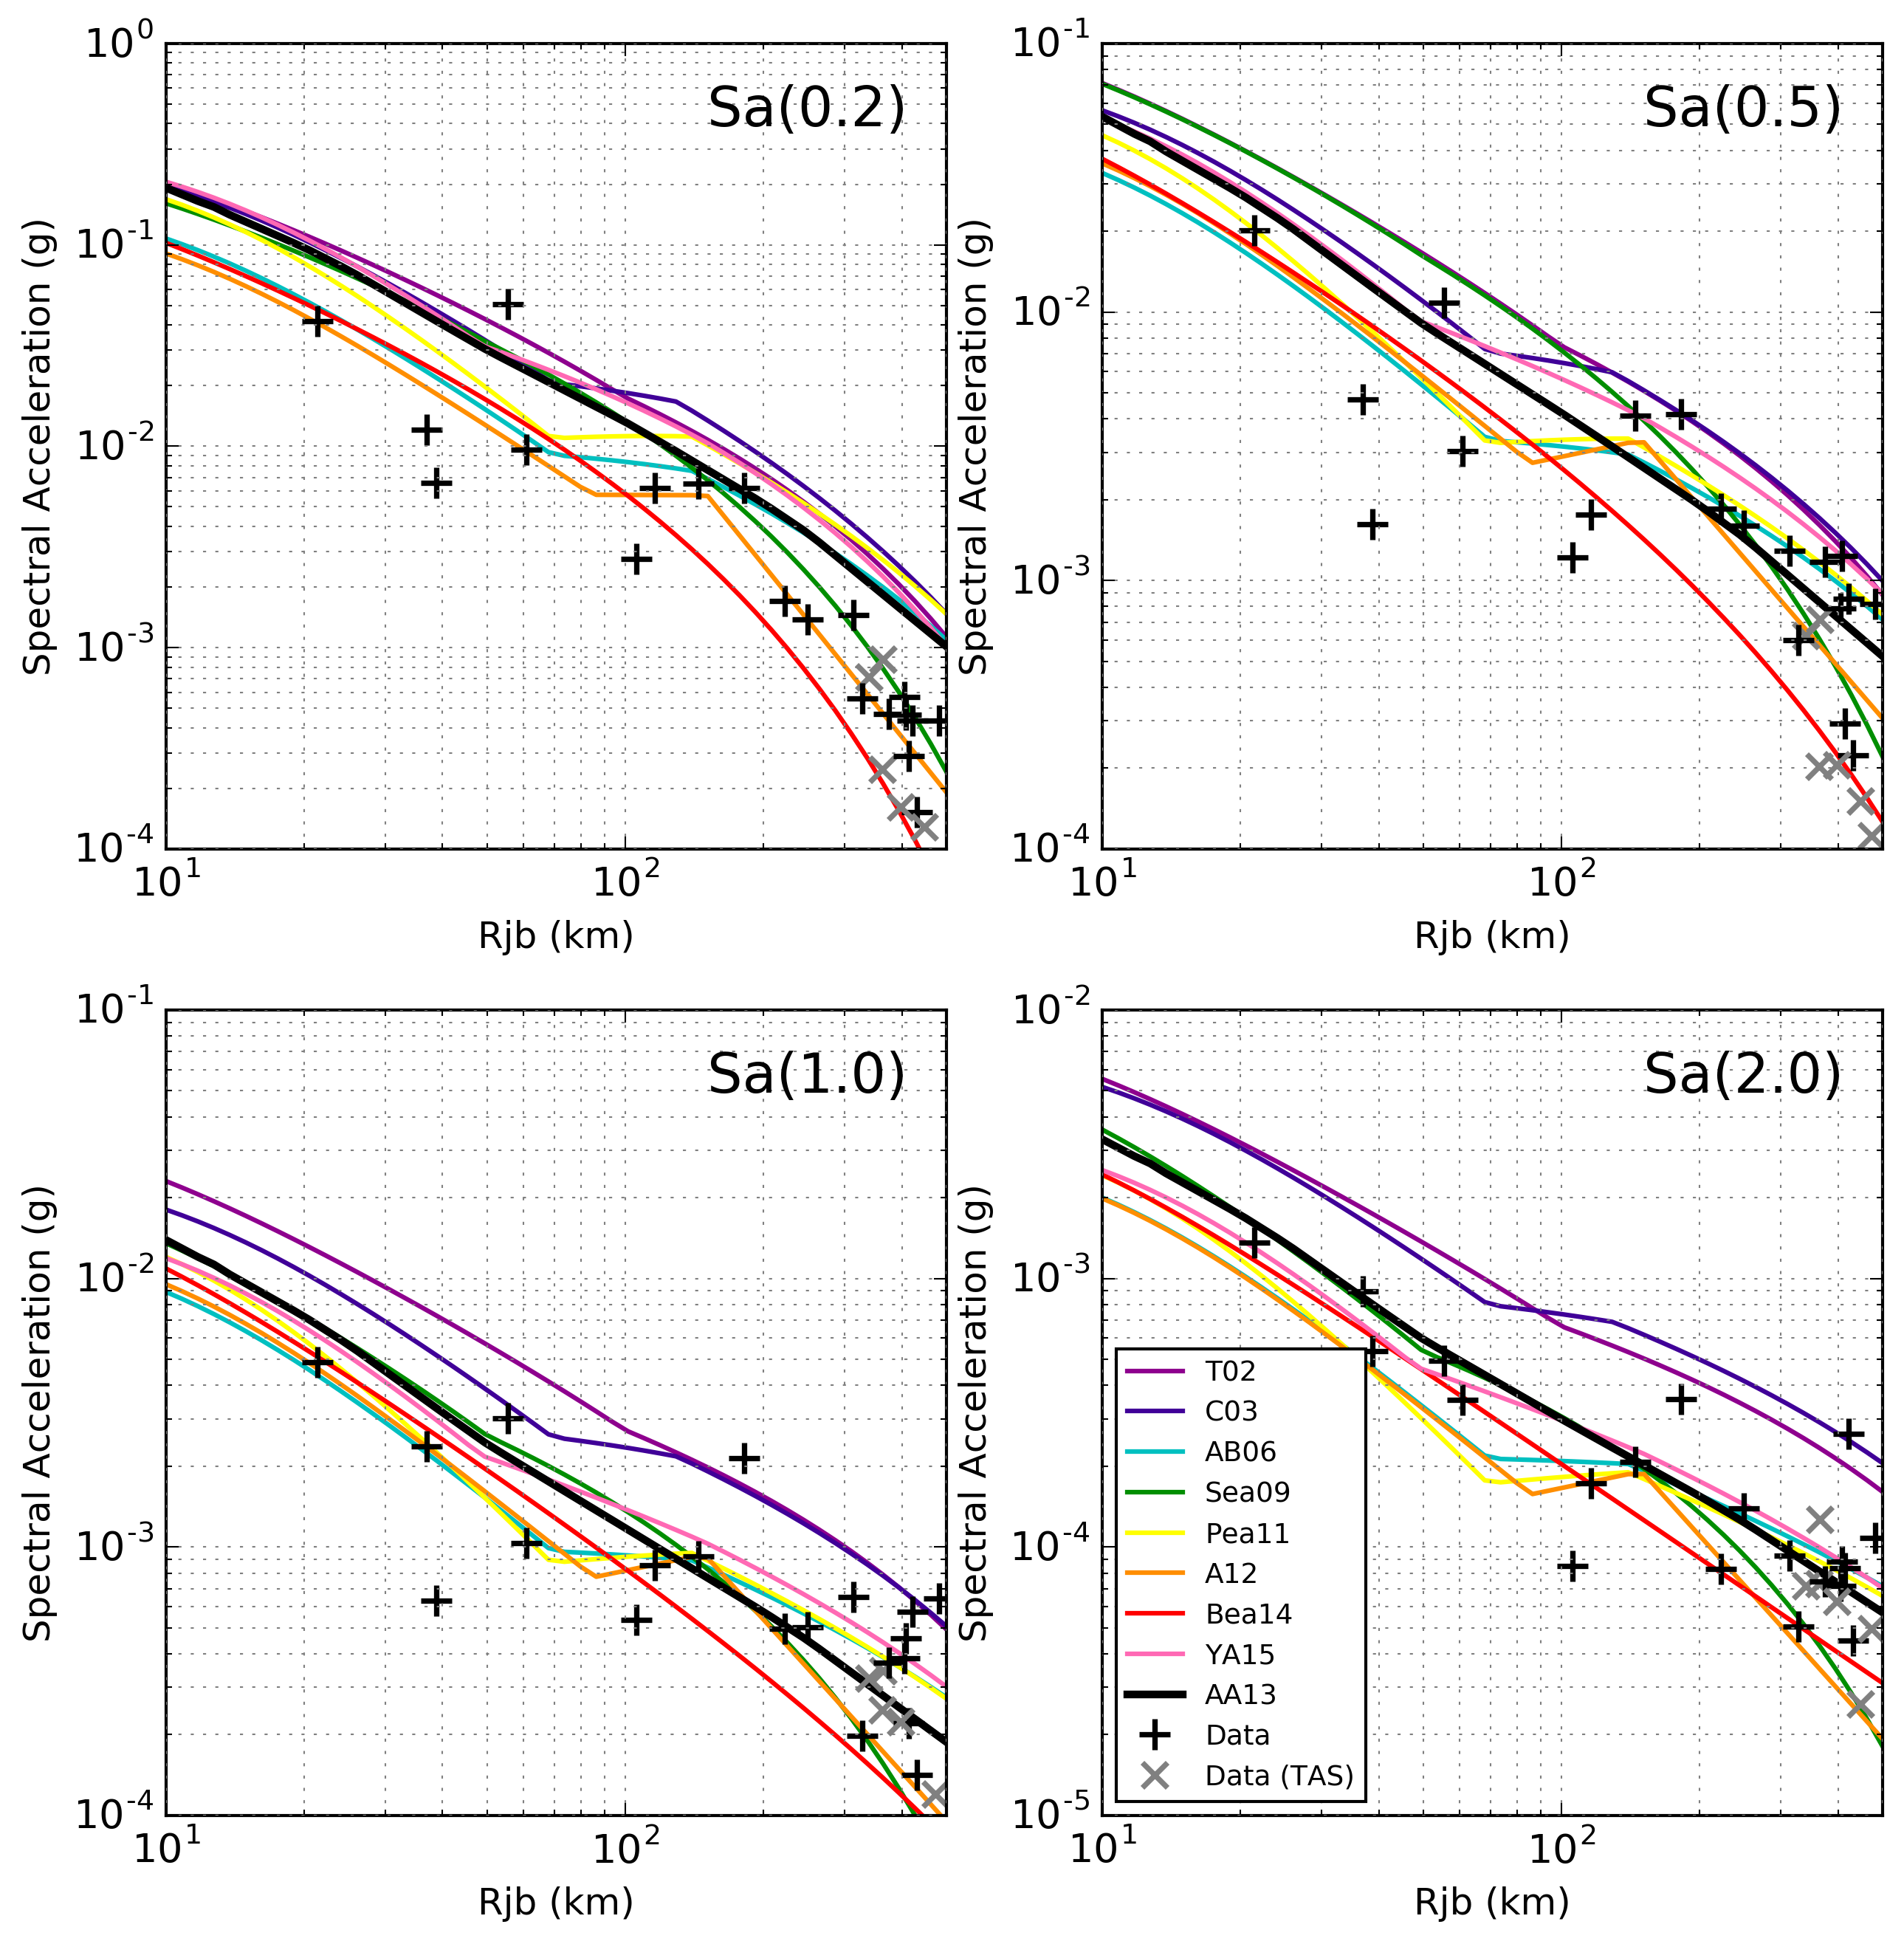 Sa(0.2)
Spectral Acceleration (g)
10^0
10^-1
10^-2
10^-3
10^-4
10^1
10^2
Rjb (km)
Sa(0.5)
Spectral Acceleration (g)
10^-1
10^-2
10^-3
10^-4
10^1
10^2
Rjb (km)
Sa(1.0)
Spectral Acceleration (g)
10^-1
10^-2
10^-3
10^-4
10^1
10^2
Rjb (km)
Sa(2.0)
Spectral Acceleration (g)
10^-2
10^-3
10^-4
10^-5
10^1
10^2
Rjb (km)
T02
C03
AB06
Sea09
Pea11
A12
Bea14
YA15
AA13
Data
Data (TAS)